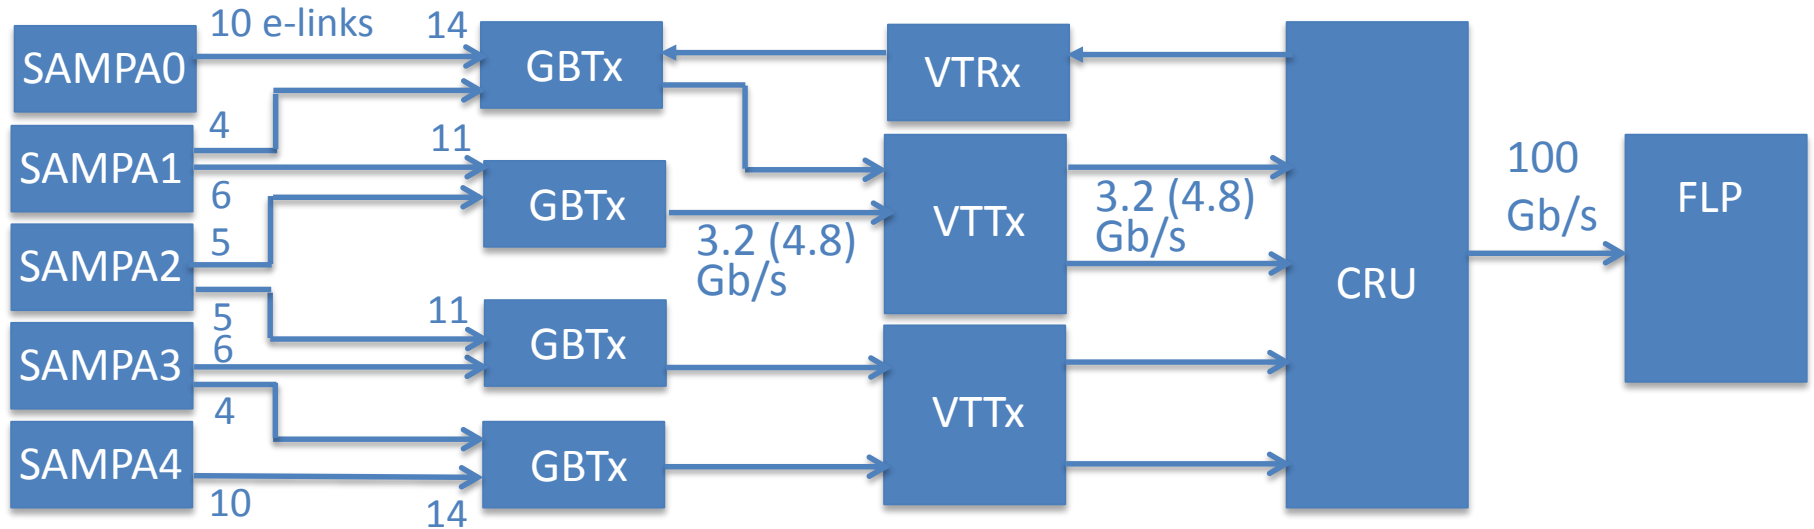 10 e-links
14
SAMPA0
GBTx
VTRx
4
11
SAMPA1
6
GBTx
5
SAMPA2
3.2 (4.8)
Gb/s
VTTx
3.2 (4.8)
Gb/s
CRU
100
Gb/s
FLP
5
11
6
SAMPA3
GBTx
4
VTTx
SAMPA4
GBTx
10
14